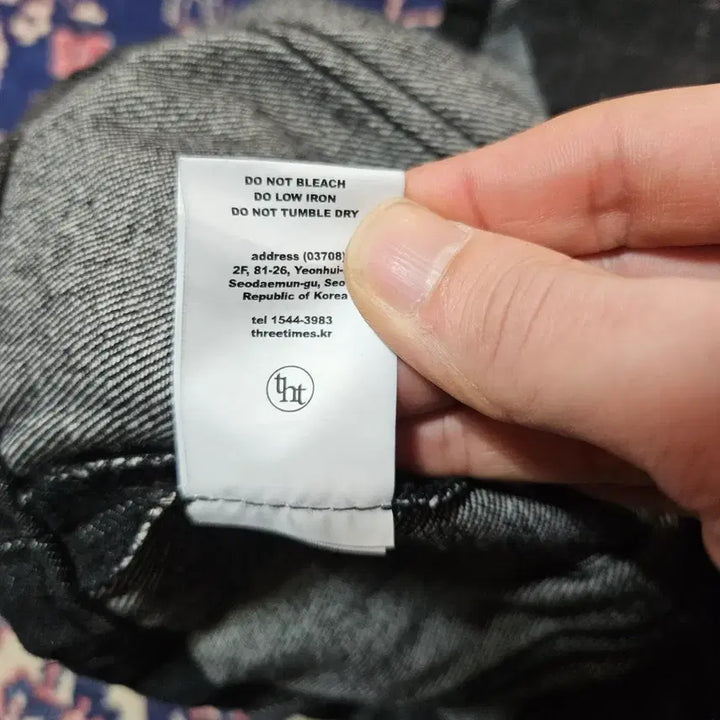 DO NOT BLEACH
DO LOW IRON
DO NOT TUMBLE DRY
address (03708)
2F, 81-26, Yeonhui-
Seodaemun-gu,
Republic of Korea
tel 1544-3983
threetimes.kr
tht